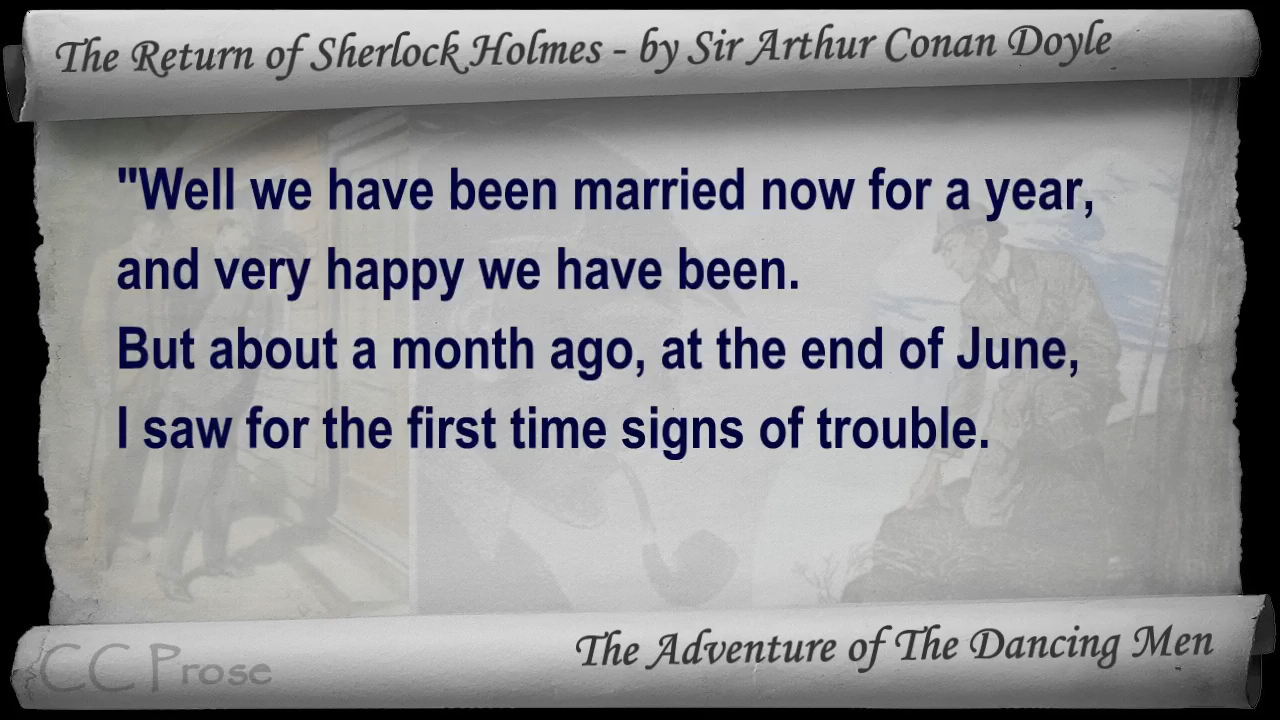 The Return of Sherlock Holmes - by Sir Arthur Conan Doyle
"Well we have been married now for a year,
and very happy we have been.
But about a month ago, at the end of June,
I saw for the first time signs of trouble.
CC Prose
The Adventure of The Dancing Men